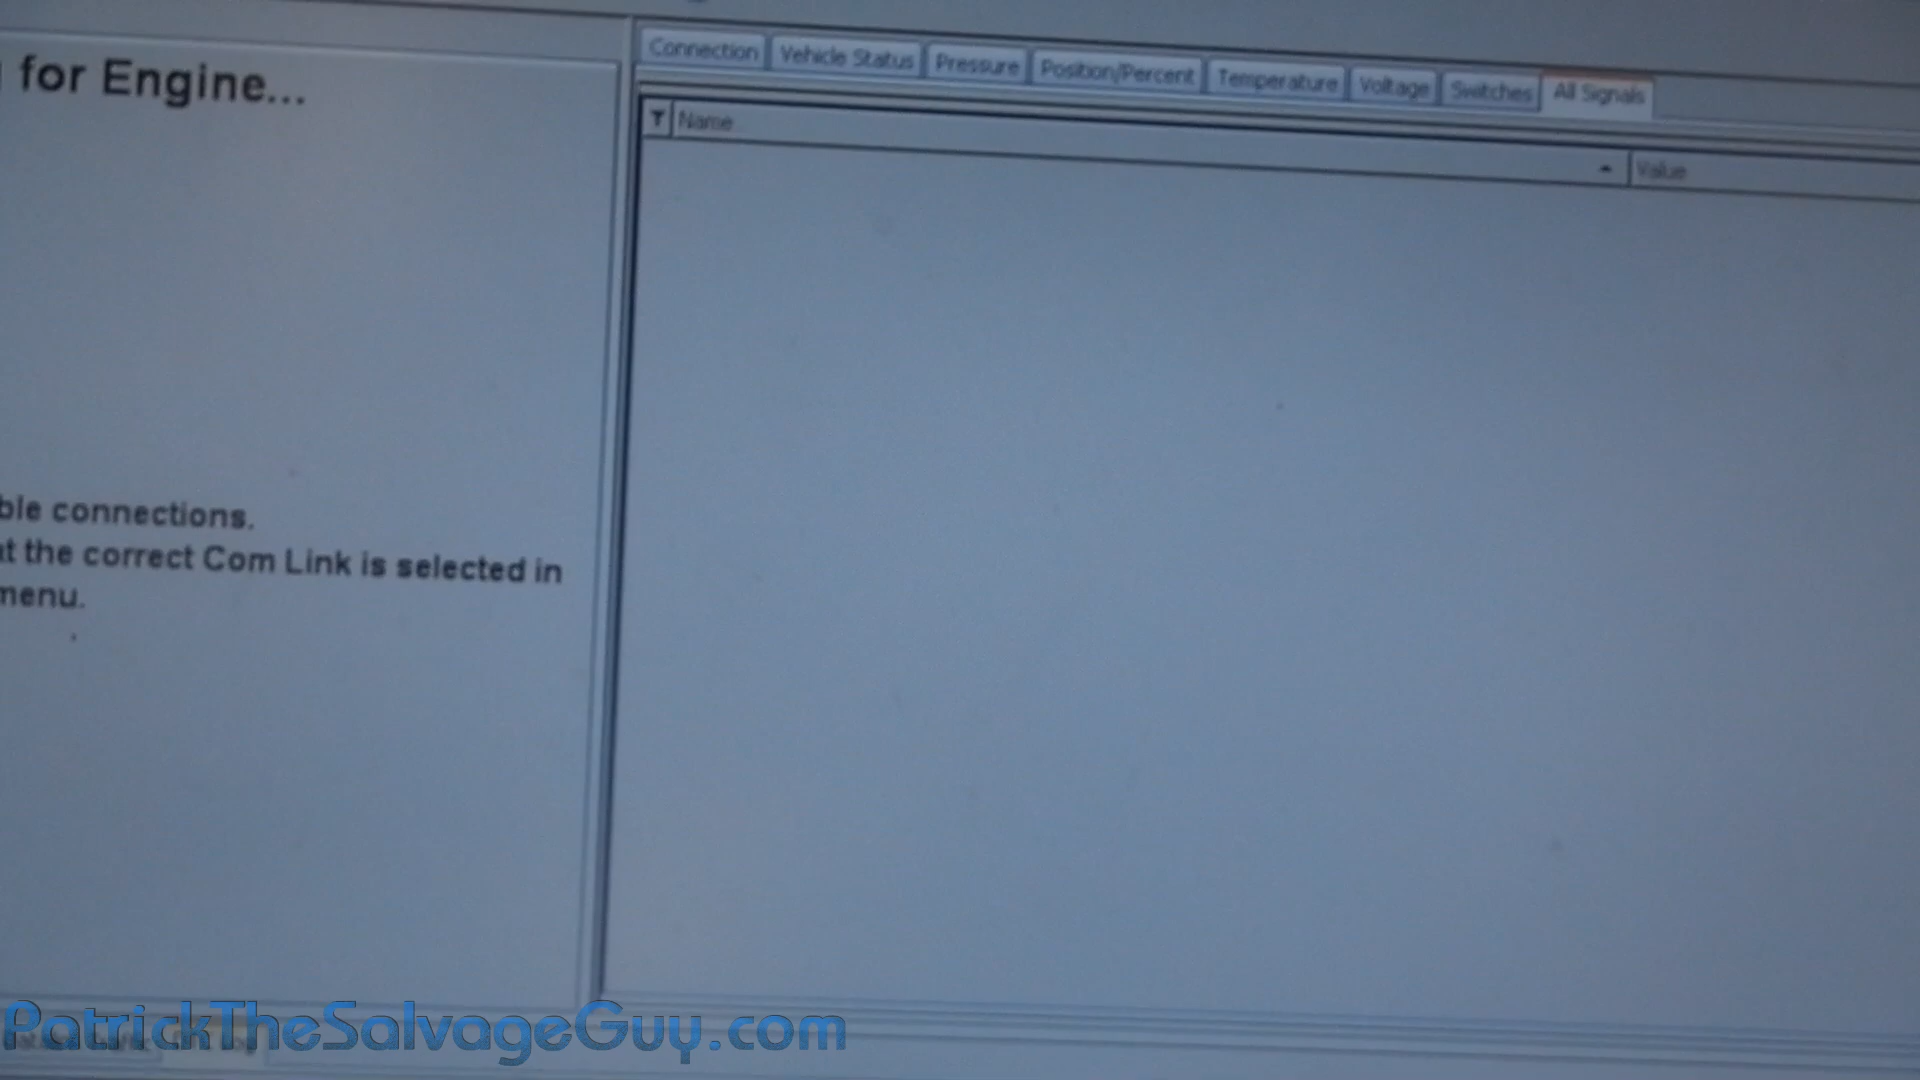 for Engine...
ble connections.
t the correct Com Link is selected in
menu.
Connection Vehicle Status Pressure Position/Percent Temperature Voltage Switches All Signals
Name Value
PatrickTheSalvageGuy.com